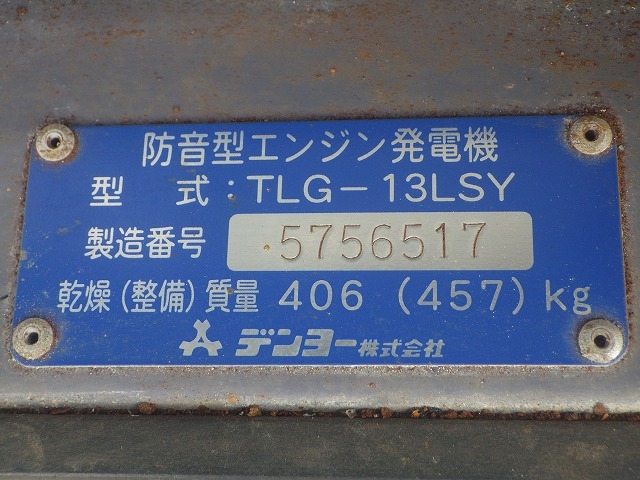 防音型エンジン発電機
型　式：TLG－13LSY
製造番号 5756517
乾燥（整備）質量 406（457）kg
デンヨー株式会社